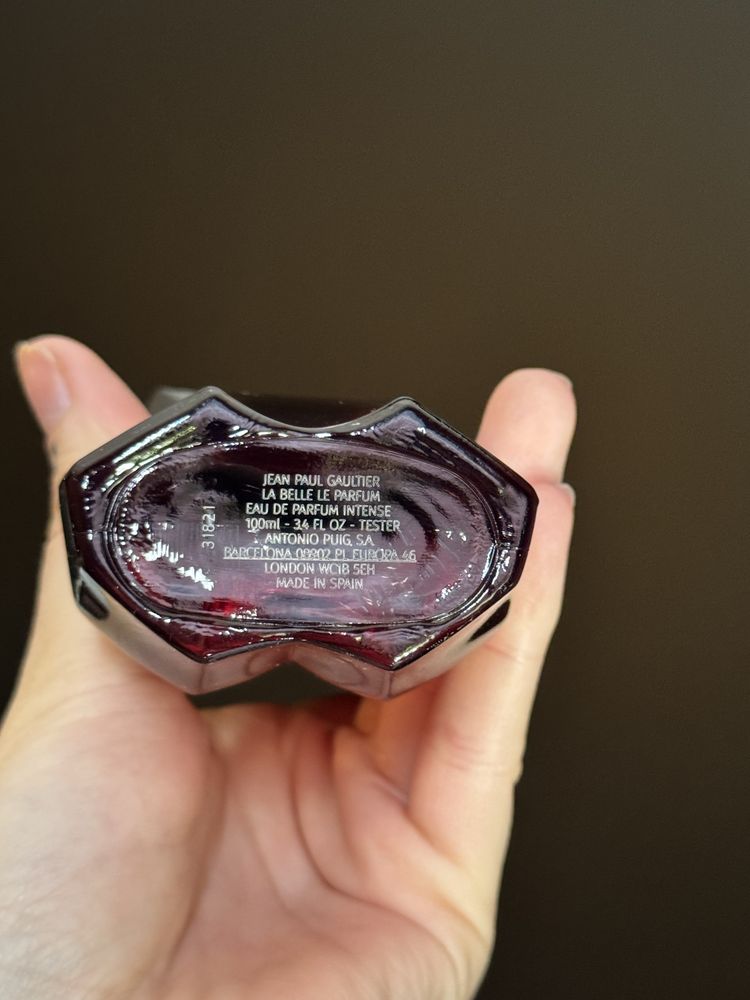 JEAN PAUL GAULTIER
LA BELLE LE PARFUM
EAU DE PARFUM INTENSE
100ml - 3.4 FL OZ - TESTER
ANTONIO PUIG, S.A.
BARCELONA 08902 PL. EUROPA 46
LONDON WC1B 5EH
MADE IN SPAIN
31821